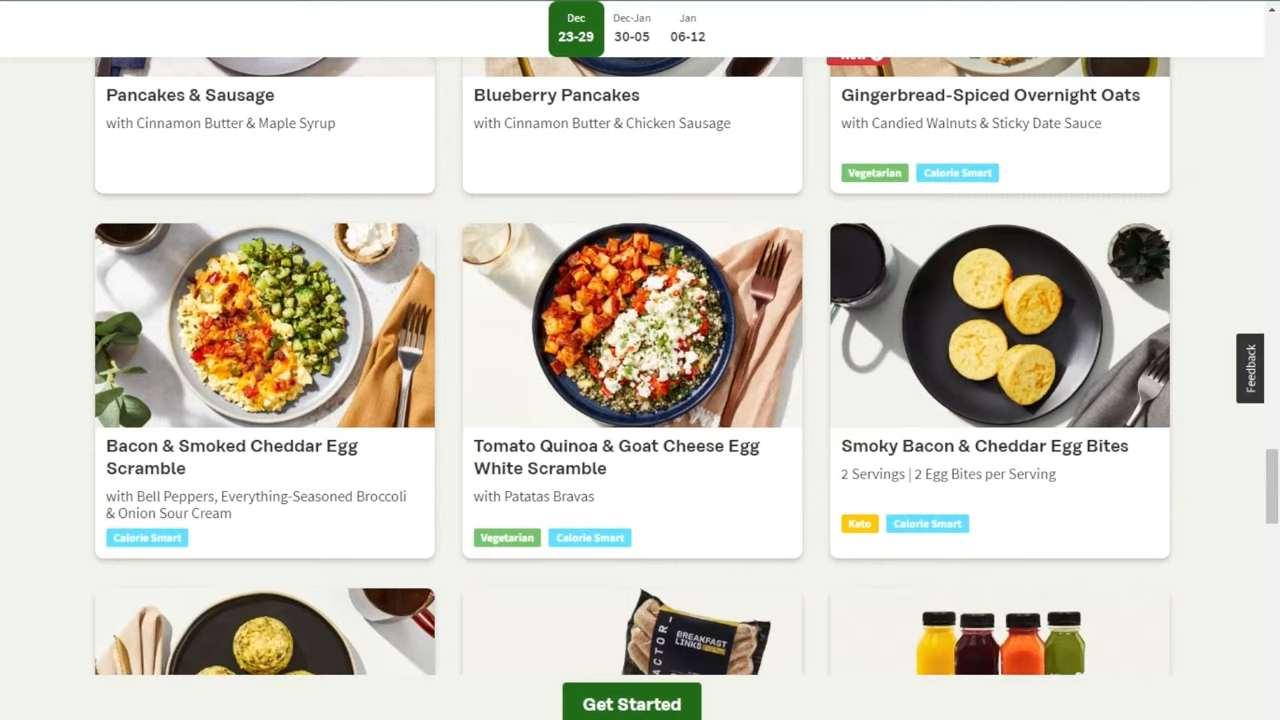 Dec
23-29
Dec-Jan
30-05
Jan
06-12
New
Pancakes & Sausage
with Cinnamon Butter & Maple Syrup
Blueberry Pancakes
with Cinnamon Butter & Chicken Sausage
Gingerbread-Spiced Overnight Oats
with Candied Walnuts & Sticky Date Sauce
Vegetarian
Calorie Smart
Bacon & Smoked Cheddar Egg
Scramble
with Bell Peppers, Everything-Seasoned Broccoli
& Onion Sour Cream
Calorie Smart
Tomato Quinoa & Goat Cheese Egg
White Scramble
with Patatas Bravas
Vegetarian
Calorie Smart
Smoky Bacon & Cheddar Egg Bites
2 Servings | 2 Egg Bites per Serving
Keto
Calorie Smart
Feedback
ACTOR
BREAKFAST
LINKS
Get Started